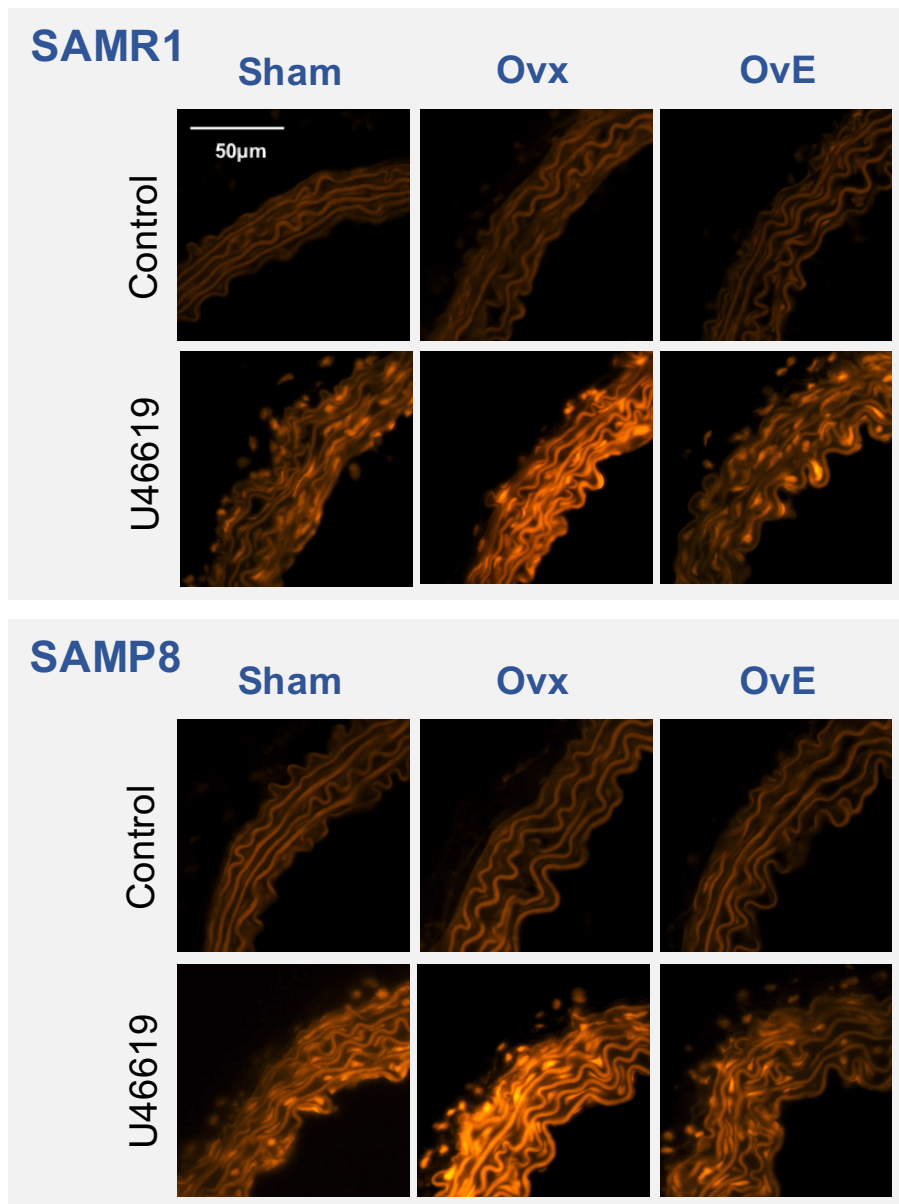 SAMR1
Sham Ovx OvE
50µm
Control
U46619
SAMP8
Sham Ovx OvE
Control
U46619